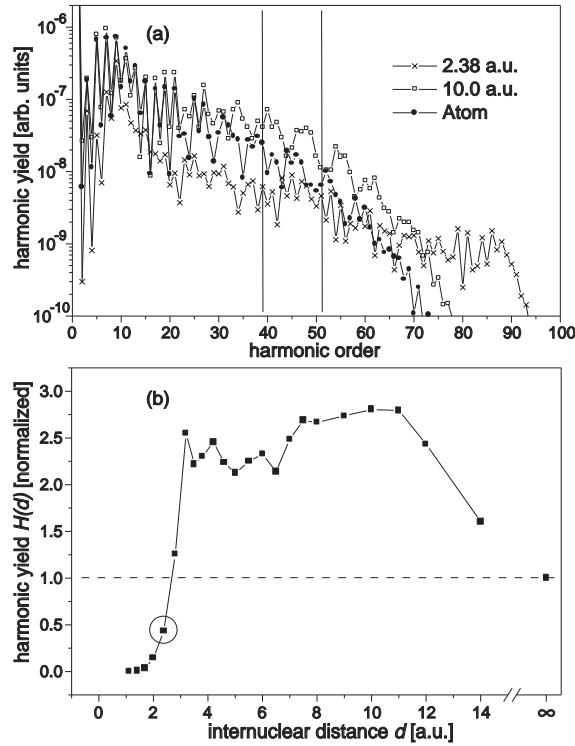 (a)
2.38 a.u.
10.0 a.u.
Atom
harmonic yield [arb. units]
10^-6
10^-7
10^-8
10^-9
10^-10
0 10 20 30 40 50 60 70 80 90 100
harmonic order
(b)
harmonic yield H(d) [normalized]
3.0
2.5
2.0
1.5
1.0
0.5
0.0
0 2 4 6 8 10 12 14 ∞
internuclear distance d [a.u.]